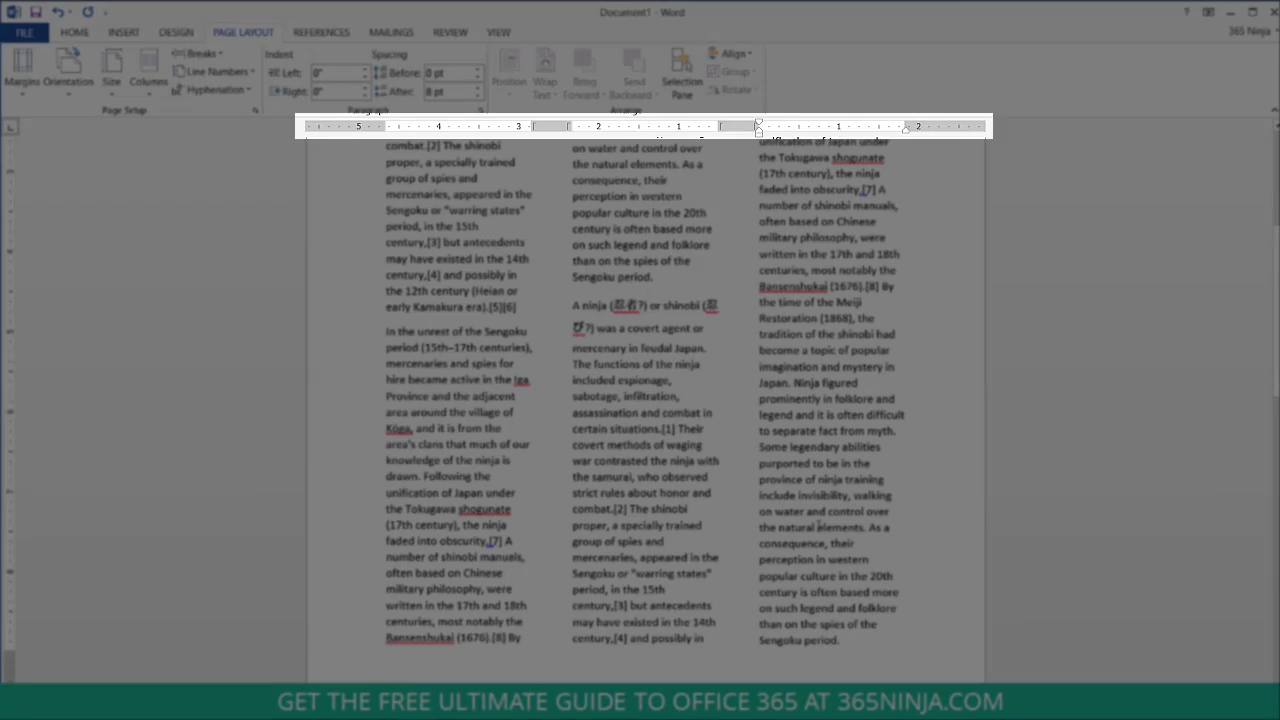 Document1 - Word
FILE HOME INSERT DESIGN PAGE LAYOUT REFERENCES MAILINGS REVIEW VIEW 365 Ninja
Breaks Indent Spacing Align
Line Numbers Left: 0" Before: 0 pt Group
Margins Orientation Size Columns Hyphenation Right: 0" After: 8 pt Position Wrap Text Bring Forward Send Backward Selection Pane Rotate
Page Setup Paragraph Arrange
5 4 3 2 1 1 2
combat.[2] The shinobi
proper, a specially trained
group of spies and
mercenaries, appeared in the
Sengoku or "warring states"
period, in the 15th
century,[3] but antecedents
may have existed in the 14th
century,[4] and possibly in
the 12th century (Heian or
early Kamakura era).[5][6]
In the unrest of the Sengoku
period (15th–17th centuries),
mercenaries and spies for
hire became active in the Iga
Province and the adjacent
area around the village of
Kōga, and it is from the
area's clans that much of our
knowledge of the ninja is
drawn. Following the
unification of Japan under
the Tokugawa shogunate
(17th century), the ninja
faded into obscurity.[7] A
number of shinobi manuals,
often based on Chinese
military philosophy, were
written in the 17th and 18th
centuries, most notably the
Bansenshukai (1676).[8] By
on water and control over
the natural elements. As a
consequence, their
perception in western
popular culture in the 20th
century is often based more
on such legend and folklore
than on the spies of the
Sengoku period.
A ninja (忍者?) or shinobi (忍
び?) was a covert agent or
mercenary in feudal Japan.
The functions of the ninja
included espionage,
sabotage, infiltration,
assassination and combat in
certain situations.[1] Their
covert methods of waging
war contrasted the ninja with
the samurai, who observed
strict rules about honor and
combat.[2] The shinobi
proper, a specially trained
group of spies and
mercenaries, appeared in the
Sengoku or "warring states"
period, in the 15th
century,[3] but antecedents
may have existed in the 14th
century,[4] and possibly in
unification of Japan under
the Tokugawa shogunate
(17th century), the ninja
faded into obscurity.[7] A
number of shinobi manuals,
often based on Chinese
military philosophy, were
written in the 17th and 18th
centuries, most notably the
Bansenshukai (1676).[8] By
the time of the Meiji
Restoration (1868), the
tradition of the shinobi had
become a topic of popular
imagination and mystery in
Japan. Ninja figured
prominently in folklore and
legend and it is often difficult
to separate fact from myth.
Some legendary abilities
purported to be in the
province of ninja training
include invisibility, walking
on water and control over
the natural elements. As a
consequence, their
perception in western
popular culture in the 20th
century is often based more
on such legend and folklore
than on the spies of the
Sengoku period.
GET THE FREE ULTIMATE GUIDE TO OFFICE 365 AT 365NINJA.COM